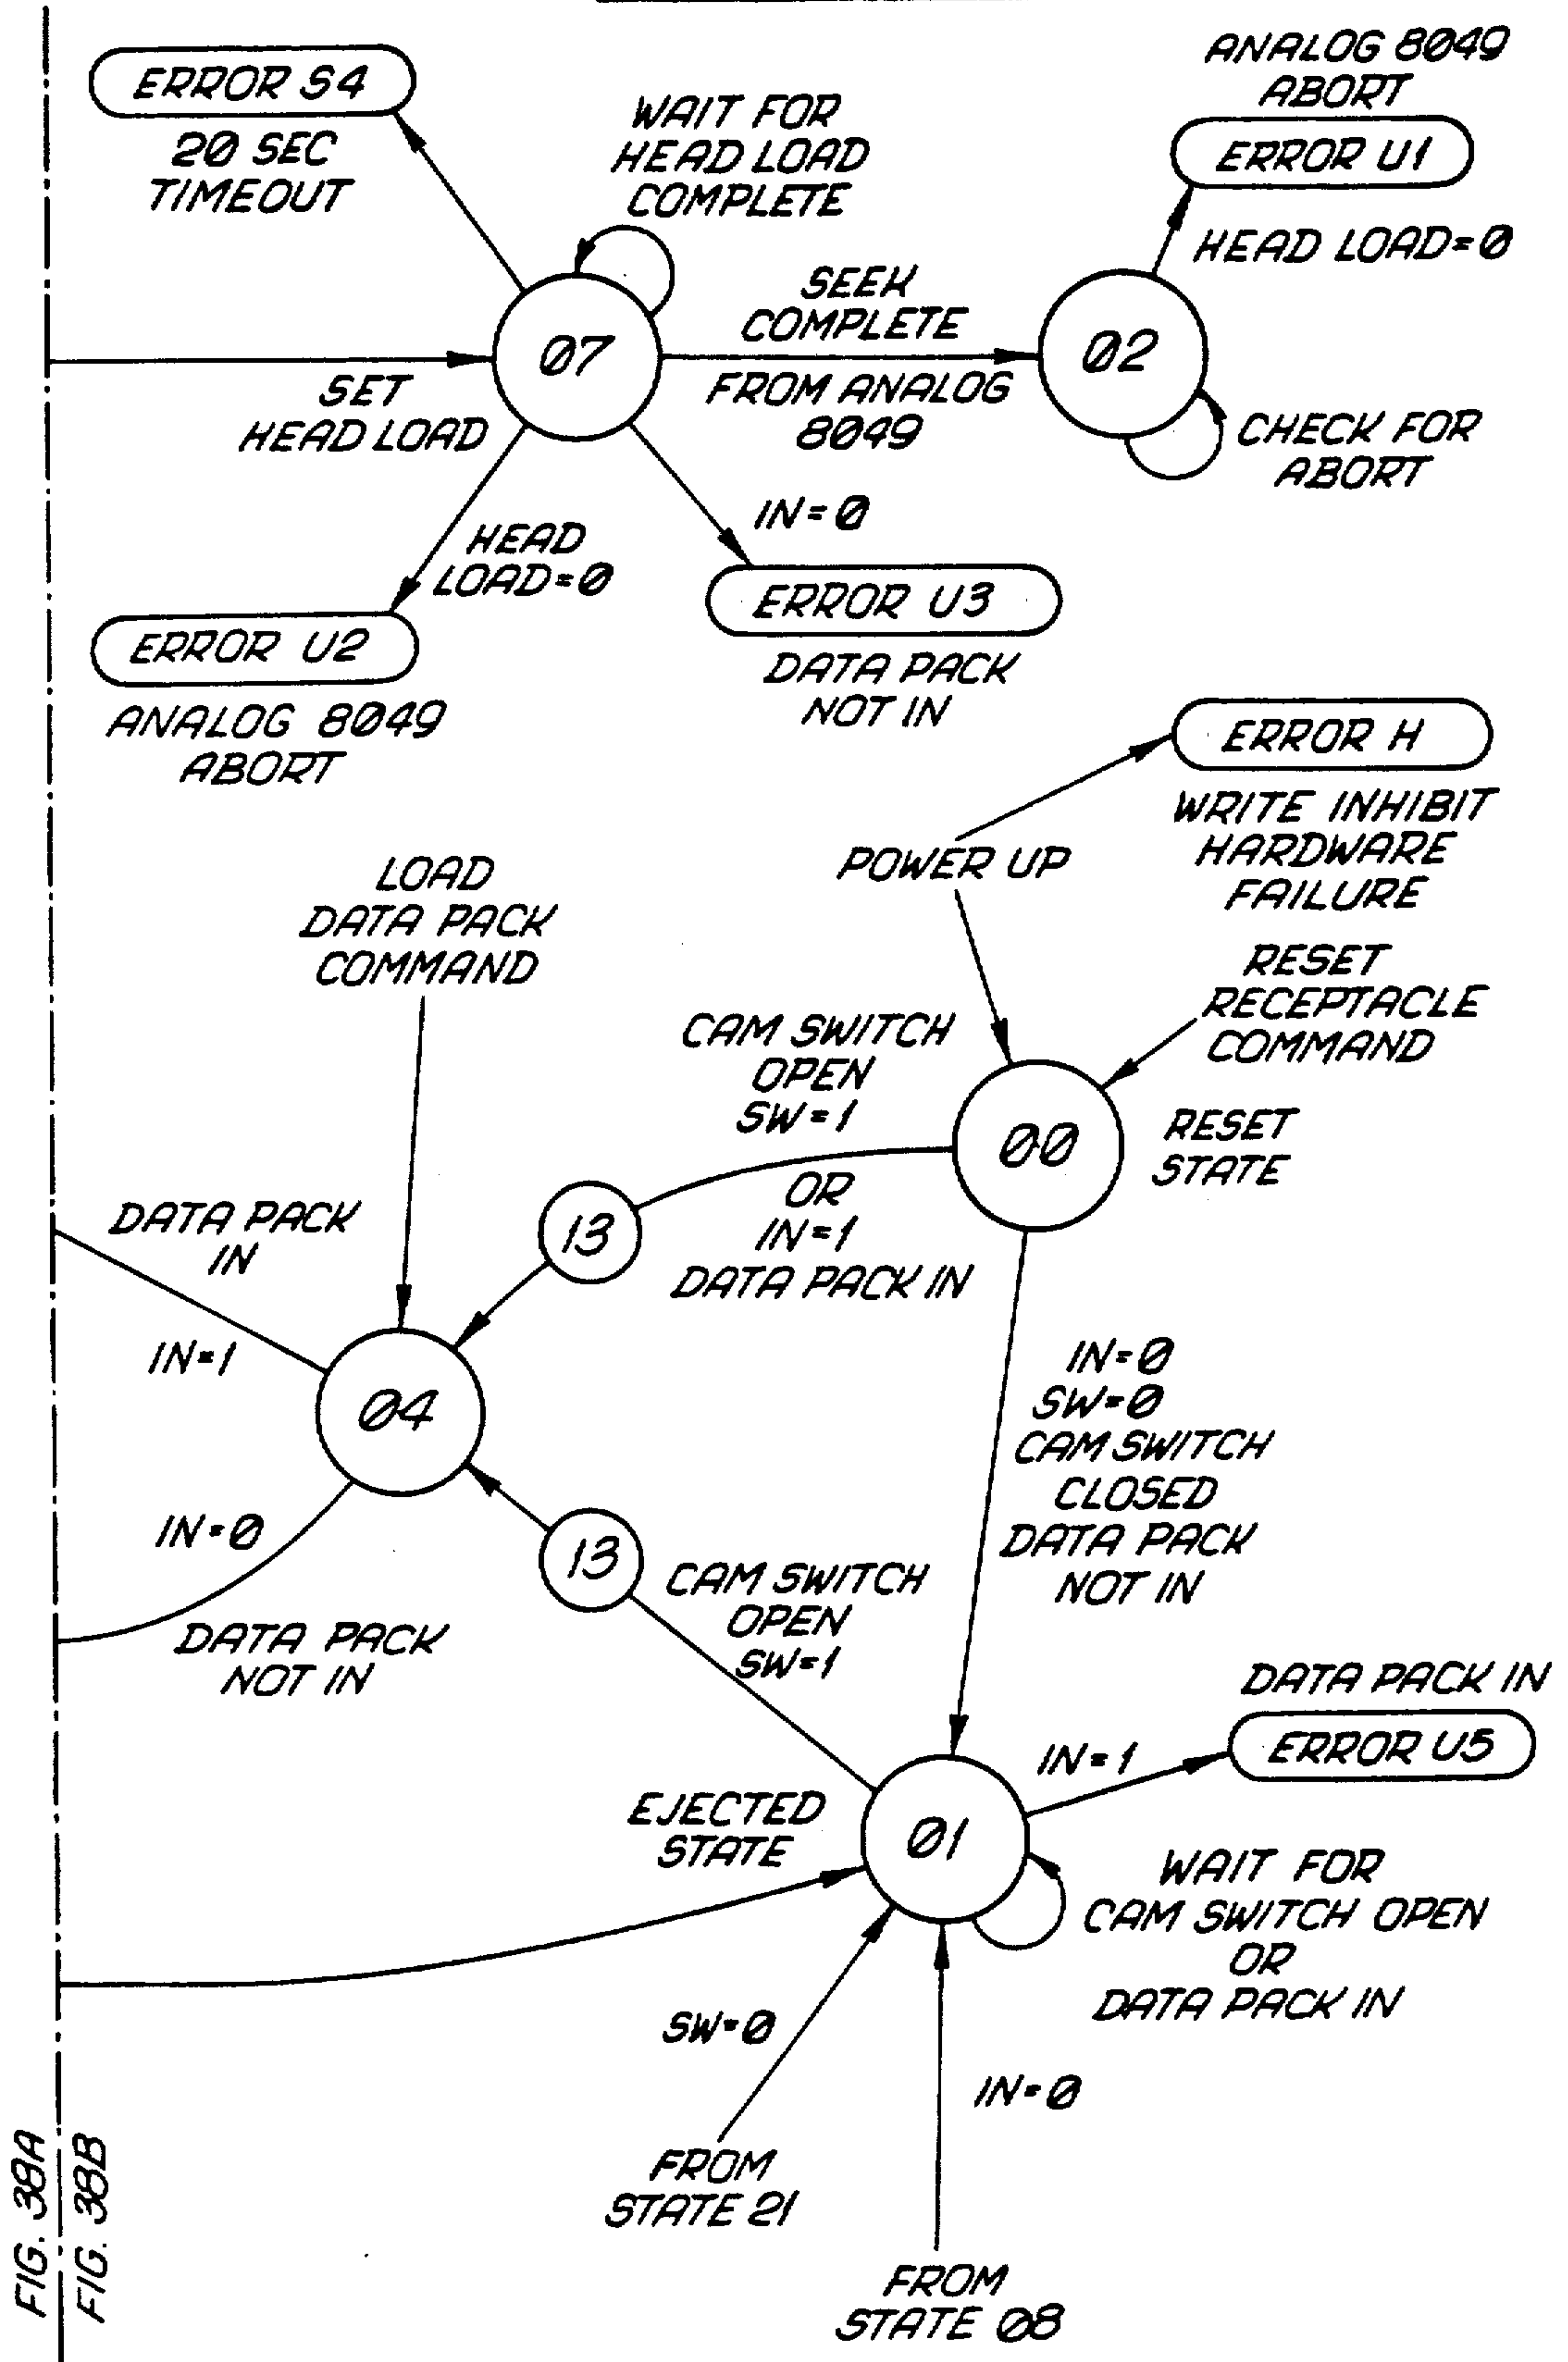 ERROR S4
20 SEC
TIMEOUT
WAIT FOR
HEAD LOAD
COMPLETE
ANALOG 8049
ABORT
ERROR U1
HEAD LOAD=0
07
SEEK
COMPLETE
FROM ANALOG
8049
02
SET
HEAD LOAD
CHECK FOR
ABORT
HEAD
LOAD=0
IN=0
ERROR U2
ANALOG 8049
ABORT
ERROR U3
DATA PACK
NOT IN
ERROR H
WRITE INHIBIT
HARDWARE
FAILURE
POWER UP
LOAD
DATA PACK
COMMAND
RESET
RECEPTACLE
COMMAND
CAM SWITCH
OPEN
SW=1
00
RESET
STATE
OR
IN=1
DATA PACK IN
13
DATA PACK
IN
IN=1
04
IN=0
SW=0
CAM SWITCH
CLOSED
DATA PACK
NOT IN
IN=0
DATA PACK
NOT IN
13
CAM SWITCH
OPEN
SW=1
DATA PACK IN
ERROR U5
IN=1
EJECTED
STATE
01
WAIT FOR
CAM SWITCH OPEN
OR
DATA PACK IN
SW=0
IN=0
FROM
STATE 21
FROM
STATE 08
FIG. 38A
FIG. 38B